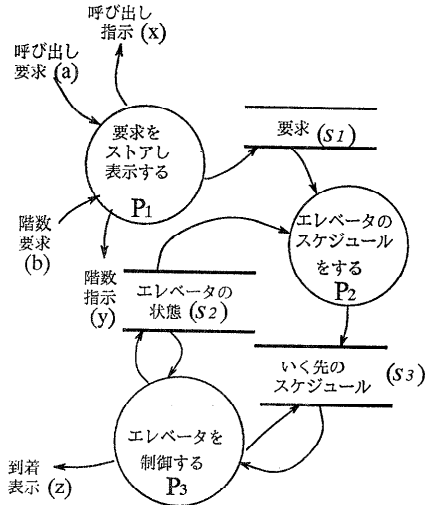 呼び出し
指示 (x)
呼び出し
要求 (a)
要求を
ストアし
表示する
P1
要求 (S1)
階数
要求
(b)
エレベータの
スケジュール
をする
P2
階数
指示
(y)
エレベータの
状態 (S2)
いく先の
スケジュール
(S3)
エレベータを
制御する
P3
到着
表示 (z)